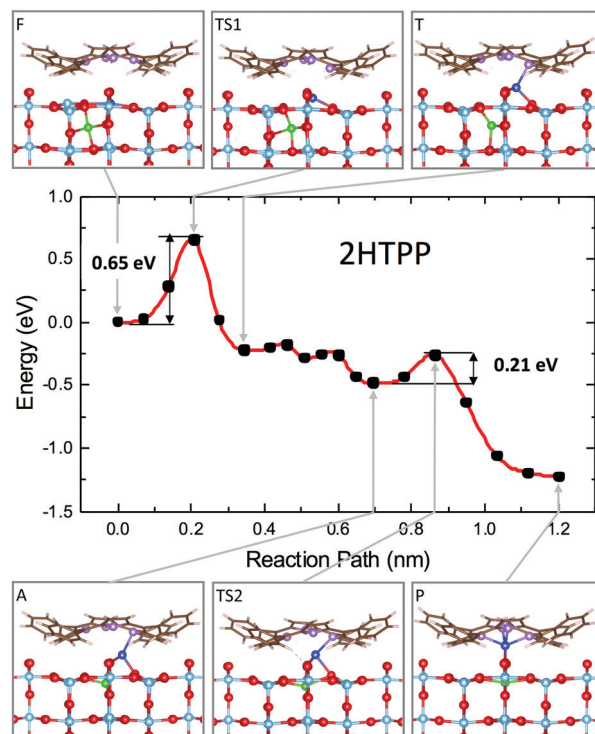 F
TS1
T
1.0
0.5
0.0
-0.5
-1.0
-1.5
Energy (eV)
0.65 eV
2HTPP
0.21 eV
0.0 0.2 0.4 0.6 0.8 1.0 1.2
Reaction Path (nm)
A
TS2
P